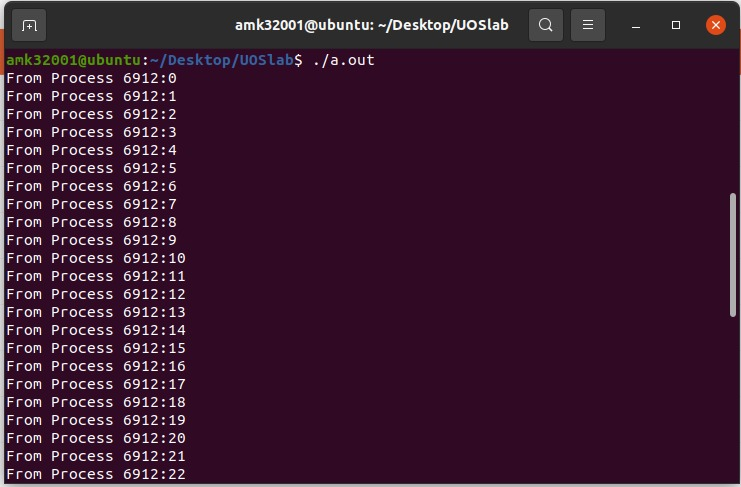 amk32001@ubuntu: ~/Desktop/UOSlab
amk32001@ubuntu:~/Desktop/UOSlab$ ./a.out
From Process 6912:0
From Process 6912:1
From Process 6912:2
From Process 6912:3
From Process 6912:4
From Process 6912:5
From Process 6912:6
From Process 6912:7
From Process 6912:8
From Process 6912:9
From Process 6912:10
From Process 6912:11
From Process 6912:12
From Process 6912:13
From Process 6912:14
From Process 6912:15
From Process 6912:16
From Process 6912:17
From Process 6912:18
From Process 6912:19
From Process 6912:20
From Process 6912:21
From Process 6912:22